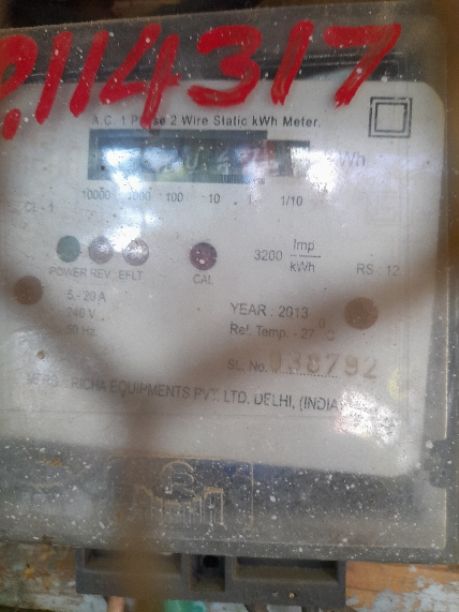 P.114317
A.C. 1 Phase 2 Wire Static kWh Meter.
kWh
10000 1000 100 10 1 1/10
CL - 1
3200 Imp
kWh
POWER REV EFLT CAL
RS : 12
5 - 20 A
240 V
50 Hz
YEAR : 2013
Ref. Temp. - 27 °C
SL. No. 038792
EQUIPMENTS PVT. LTD. DELHI, (INDIA)